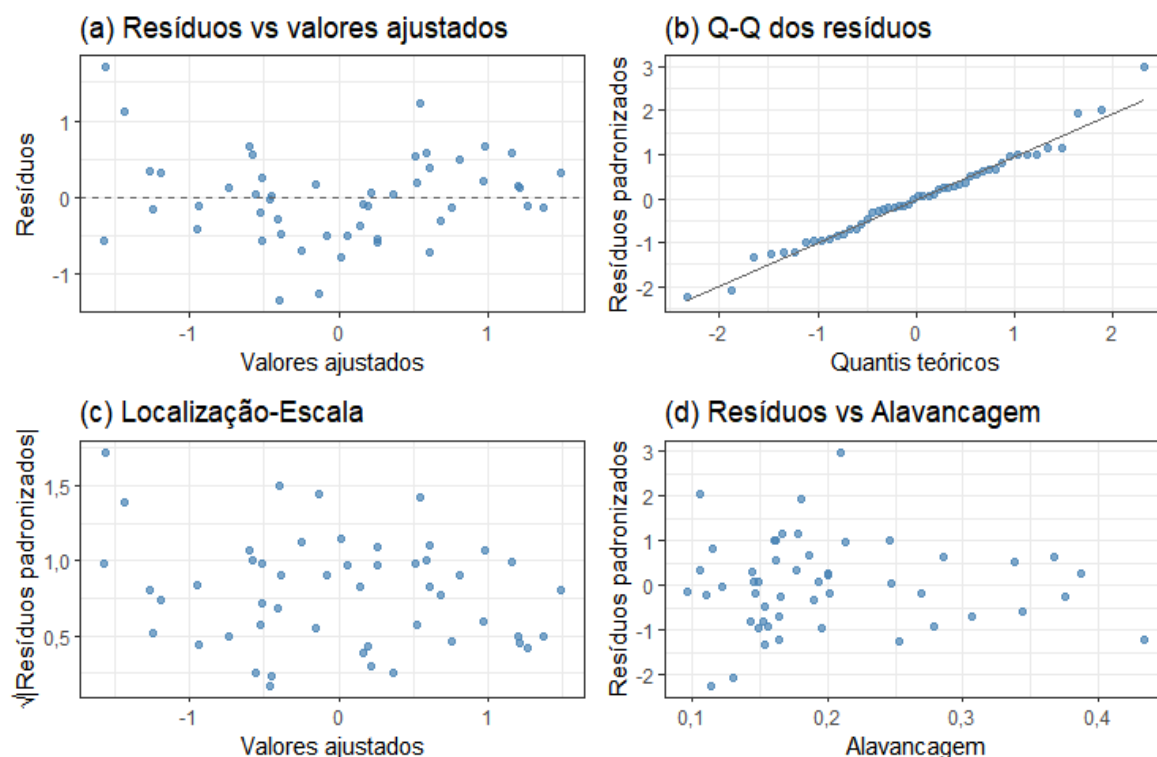 (a) Resíduos vs valores ajustados
Resíduos
1
0
-1
-1
0
1
Valores ajustados
(b) Q-Q dos resíduos
Resíduos padronizados
3
2
1
0
-1
-2
-2
-1
0
1
2
Quantis teóricos
(c) Localização-Escala
√|Resíduos padronizados|
1,5
1,0
0,5
-1
0
1
Valores ajustados
(d) Resíduos vs Alavancagem
Resíduos padronizados
3
2
1
0
-1
-2
0,1
0,2
0,3
0,4
Alavancagem